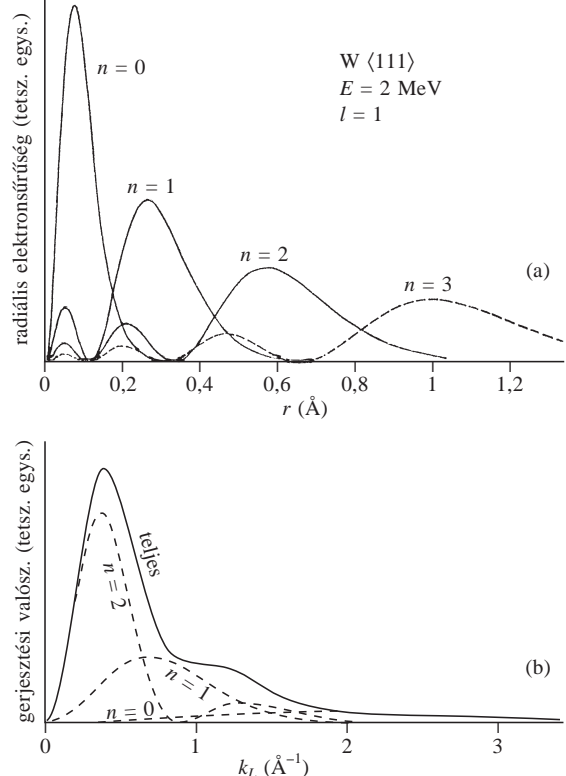 radiális elektronsűrűség (tetsz. egys.)
n = 0
n = 1
n = 2
n = 3
W ⟨111⟩
E = 2 MeV
l = 1
(a)
0 0,2 0,4 0,6 0,8 1 1,2
r (Å)
gerjesztési valósz. (tetsz. egys.)
teljes
n = 2
n = 1
n = 0
(b)
0 1 2 3
k_L (Å⁻¹)